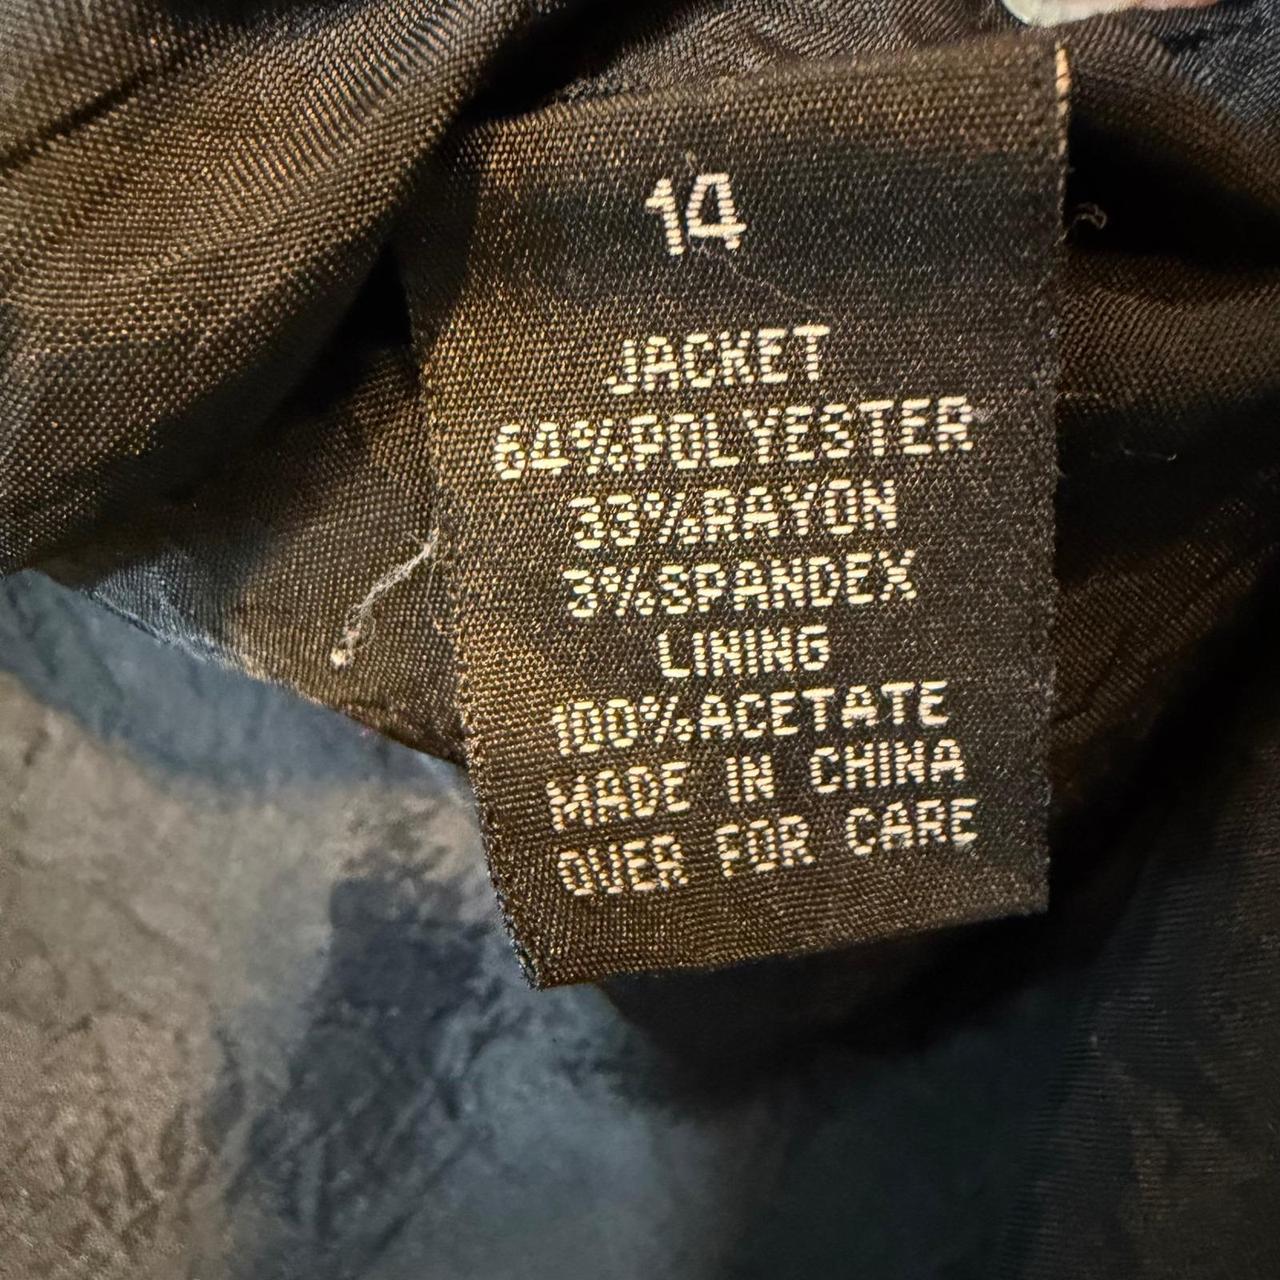 14
JACKET
64%POLYESTER
33%RAYON
3%SPANDEX
LINING
100%ACETATE
MADE IN CHINA
OVER FOR CARE